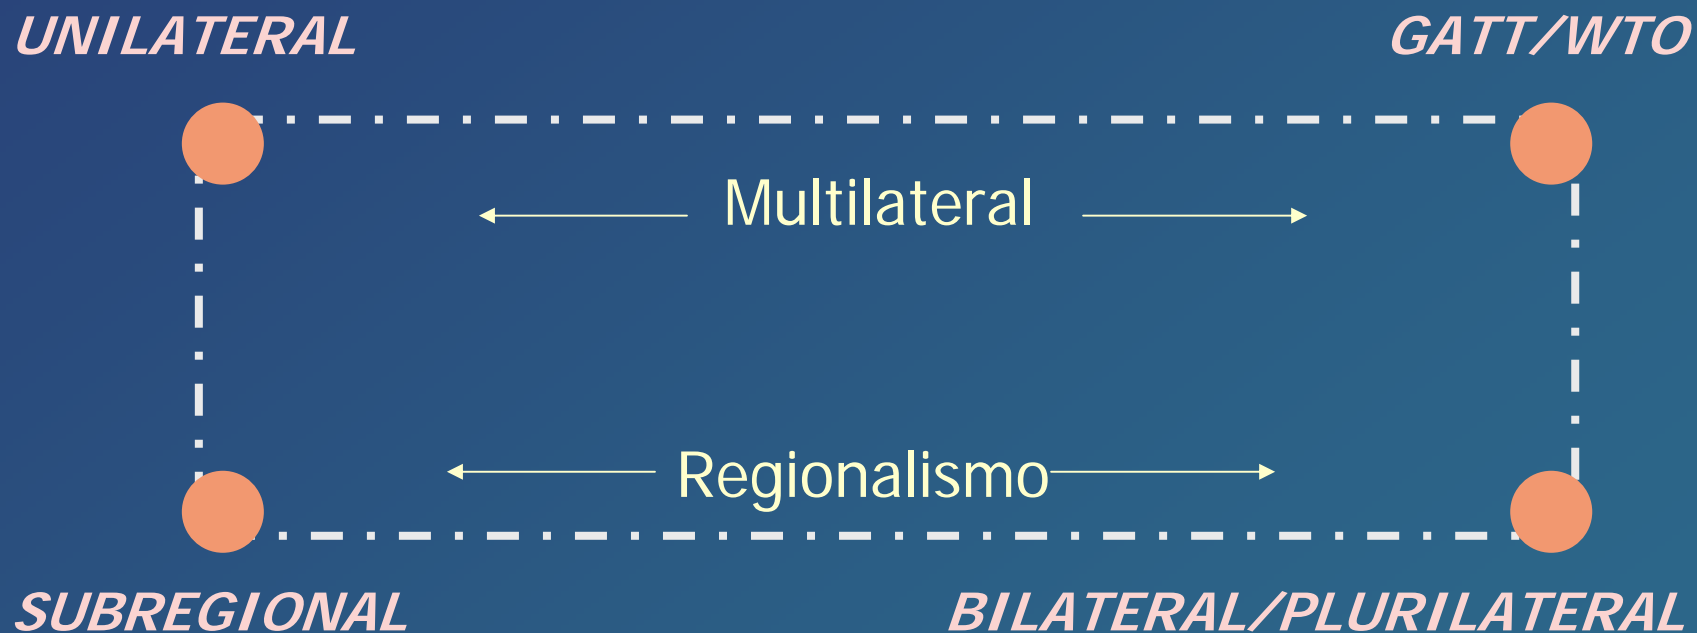 UNILATERAL
GATT/WTO
Multilateral
Regionalismo
SUBREGIONAL
BILATERAL/PLURILATERAL